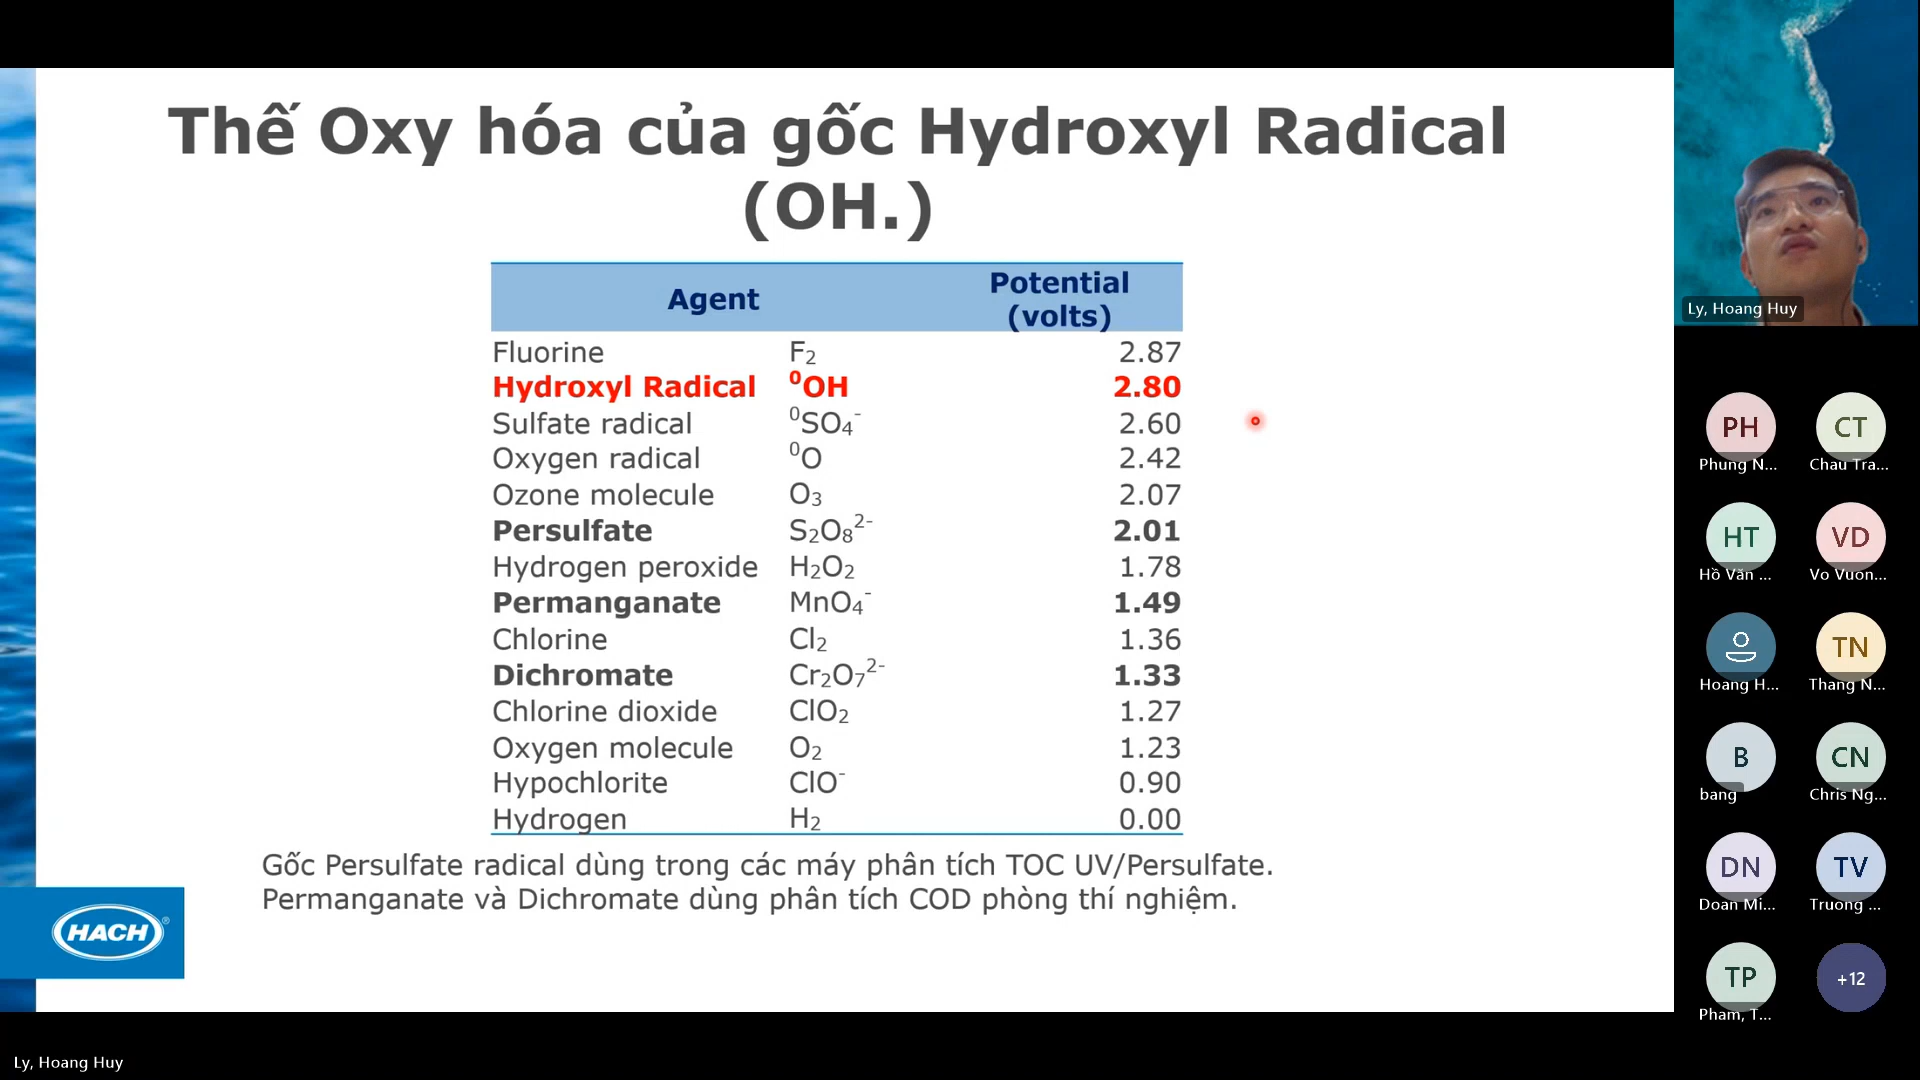 Thế Oxy hóa của gốc Hydroxyl Radical
(OH.)
Agent Potential (volts)
Fluorine F₂ 2.87
Hydroxyl Radical ⁰OH 2.80
Sulfate radical ⁰SO₄⁻ 2.60
Oxygen radical ⁰O 2.42
Ozone molecule O₃ 2.07
Persulfate S₂O₈²⁻ 2.01
Hydrogen peroxide H₂O₂ 1.78
Permanganate MnO₄⁻ 1.49
Chlorine Cl₂ 1.36
Dichromate Cr₂O₇²⁻ 1.33
Chlorine dioxide ClO₂ 1.27
Oxygen molecule O₂ 1.23
Hypochlorite ClO⁻ 0.90
Hydrogen H₂ 0.00
Gốc Persulfate radical dùng trong các máy phân tích TOC UV/Persulfate.
Permanganate và Dichromate dùng phân tích COD phòng thí nghiệm.
HACH®
Ly, Hoang Huy
PH CT
Phung N... Chau Tra...
HT VD
Hồ Văn ... Vo Vuon...
TN
Hoang H... Thang N...
B CN
bang Chris Ng...
DN TV
Doan Mi... Truong ...
TP +12
Pham, T...
Ly, Hoang Huy